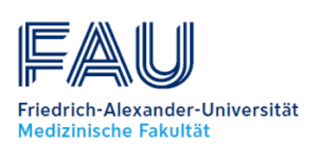 FAU
Friedrich-Alexander-Universität
Medizinische Fakultät